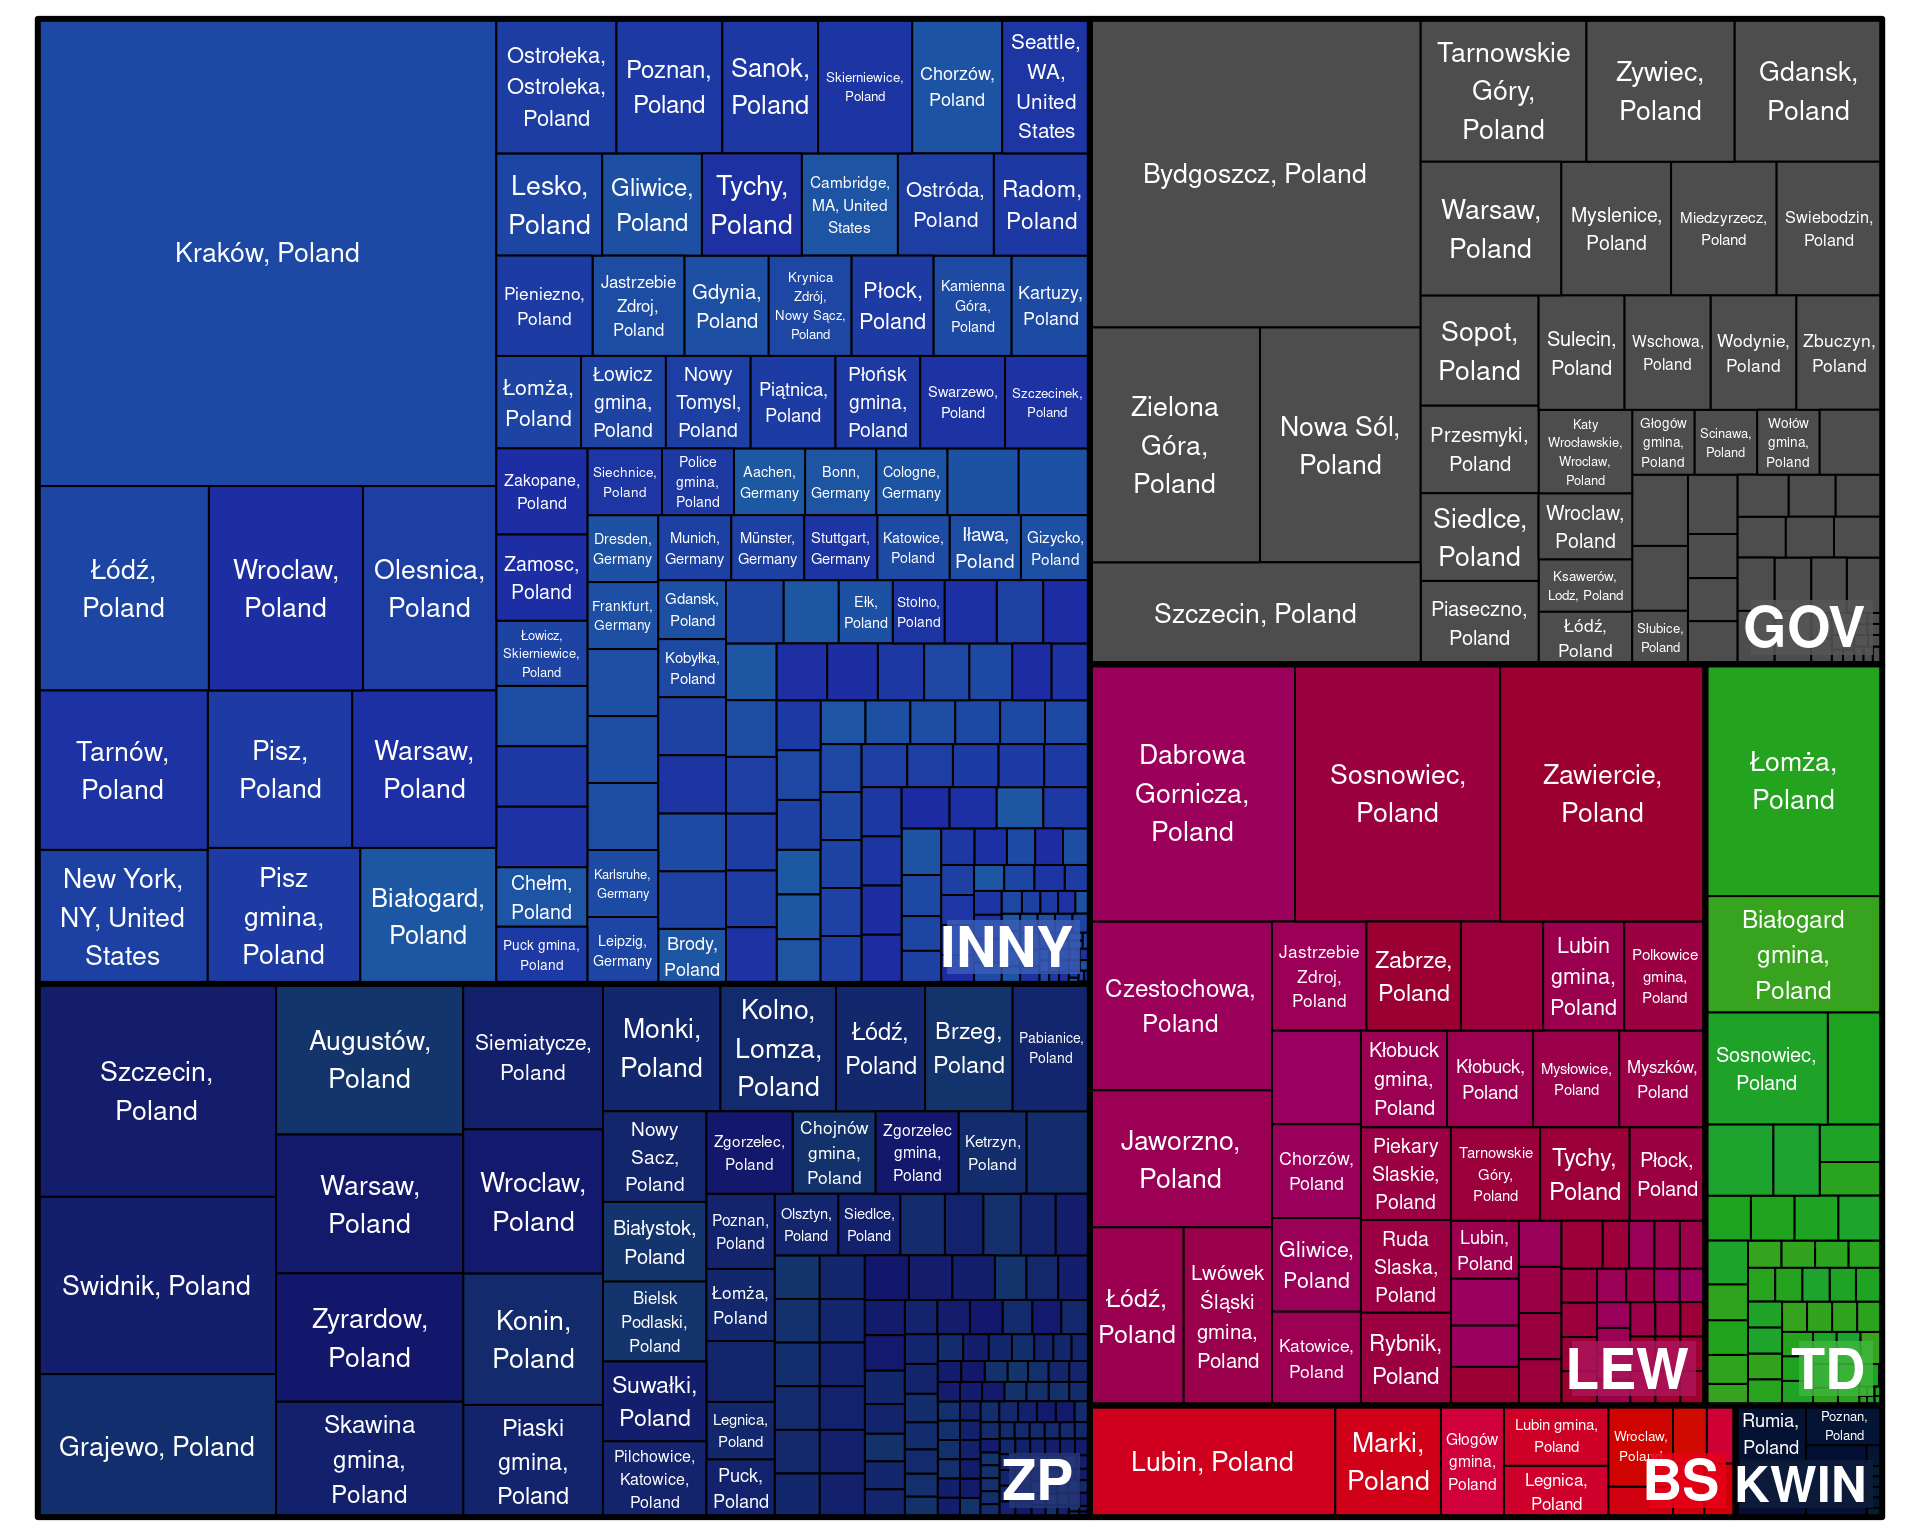 Kraków, Poland
Łódź,
Poland
Wroclaw,
Poland
Olesnica,
Poland
Tarnów,
Poland
Pisz,
Poland
Warsaw,
Poland
New York,
NY, United
States
Pisz
gmina,
Poland
Białogard,
Poland
Ostrołeka,
Ostroleka,
Poland
Poznan,
Poland
Sanok,
Poland
Skierniewice,
Poland
Chorzów,
Poland
Seattle,
WA,
United
States
Lesko,
Poland
Gliwice,
Poland
Tychy,
Poland
Cambridge,
MA, United
States
Ostróda,
Poland
Radom,
Poland
Pieniezno,
Poland
Jastrzebie
Zdroj,
Poland
Gdynia,
Poland
Krynica
Zdrój,
Nowy Sącz,
Poland
Płock,
Poland
Kamienna
Góra,
Poland
Kartuzy,
Poland
Łomża,
Poland
Łowicz
gmina,
Poland
Nowy
Tomysl,
Poland
Piątnica,
Poland
Płońsk
gmina,
Poland
Swarzewo,
Poland
Szczecinek,
Poland
Zakopane,
Poland
Siechnice,
Poland
Police
gmina,
Poland
Aachen,
Germany
Bonn,
Germany
Cologne,
Germany
Zamosc,
Poland
Dresden,
Germany
Munich,
Germany
Münster,
Germany
Stuttgart,
Germany
Katowice,
Poland
Iława,
Poland
Gizycko,
Poland
Łowicz,
Skierniewice,
Poland
Frankfurt,
Germany
Gdansk,
Poland
Ełk,
Poland
Stolno,
Poland
Kobyłka,
Poland
Chełm,
Poland
Karlsruhe,
Germany
Puck gmina,
Poland
Leipzig,
Germany
Brody,
Poland
INNY
Bydgoszcz, Poland
Zielona
Góra,
Poland
Nowa Sól,
Poland
Szczecin, Poland
Tarnowskie
Góry,
Poland
Zywiec,
Poland
Gdansk,
Poland
Warsaw,
Poland
Myslenice,
Poland
Miedzyrzecz,
Poland
Swiebodzin,
Poland
Sopot,
Poland
Sulecin,
Poland
Wschowa,
Poland
Wodynie,
Poland
Zbuczyn,
Poland
Przesmyki,
Poland
Katy
Wrocławskie,
Wroclaw,
Poland
Głogów
gmina,
Poland
Scinawa,
Poland
Wołów
gmina,
Poland
Siedlce,
Poland
Wroclaw,
Poland
Ksawerów,
Lodz, Poland
Piaseczno,
Poland
Łódź,
Poland
Słubice,
Poland
GOV
Dabrowa
Gornicza,
Poland
Sosnowiec,
Poland
Zawiercie,
Poland
Czestochowa,
Poland
Jaworzno,
Poland
Łódź,
Poland
Lwówek
Śląski
gmina,
Poland
Jastrzebie
Zdroj,
Poland
Zabrze,
Poland
Lubin
gmina,
Poland
Polkowice
gmina,
Poland
Kłobuck
gmina,
Poland
Kłobuck,
Poland
Mysłowice,
Poland
Myszków,
Poland
Chorzów,
Poland
Piekary
Slaskie,
Poland
Tarnowskie
Góry,
Poland
Tychy,
Poland
Płock,
Poland
Gliwice,
Poland
Ruda
Slaska,
Poland
Lubin,
Poland
Katowice,
Poland
Rybnik,
Poland
LEW
Łomża,
Poland
Białogard
gmina,
Poland
Sosnowiec,
Poland
TD
Szczecin,
Poland
Swidnik, Poland
Grajewo, Poland
Augustów,
Poland
Warsaw,
Poland
Zyrardow,
Poland
Skawina
gmina,
Poland
Siemiatycze,
Poland
Wroclaw,
Poland
Konin,
Poland
Piaski
gmina,
Poland
Monki,
Poland
Kolno,
Lomza,
Poland
Łódź,
Poland
Brzeg,
Poland
Pabianice,
Poland
Nowy
Sacz,
Poland
Zgorzelec,
Poland
Chojnów
gmina,
Poland
Zgorzelec
gmina,
Poland
Ketrzyn,
Poland
Białystok,
Poland
Poznan,
Poland
Olsztyn,
Poland
Siedlce,
Poland
Bielsk
Podlaski,
Poland
Łomża,
Poland
Suwałki,
Poland
Legnica,
Poland
Pilchowice,
Katowice,
Poland
Puck,
Poland
ZP
Lubin, Poland
Marki,
Poland
Głogów
gmina,
Poland
Lubin gmina,
Poland
Legnica,
Poland
Wroclaw,
Poland
BS
Rumia,
Poland
Poznan,
Poland
KWIN